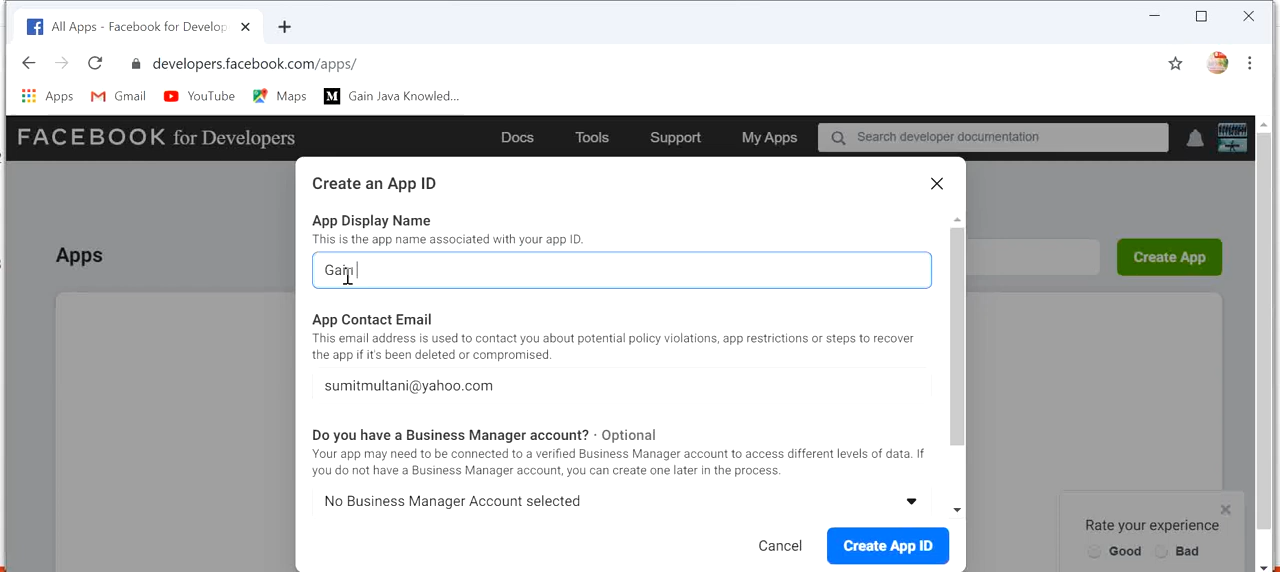 All Apps - Facebook for Develop
developers.facebook.com/apps/
Apps Gmail YouTube Maps M Gain Java Knowled...
FACEBOOK for Developers Docs Tools Support My Apps Search developer documentation
Create an App ID
App Display Name
This is the app name associated with your app ID.
Apps
Gain
Create App
App Contact Email
This email address is used to contact you about potential policy violations, app restrictions or steps to recover
the app if it's been deleted or compromised.
sumitmultani@yahoo.com
Do you have a Business Manager account? · Optional
Your app may need to be connected to a verified Business Manager account to access different levels of data. If
you do not have a Business Manager account, you can create one later in the process.
No Business Manager Account selected
Cancel Create App ID
Rate your experience
Good Bad